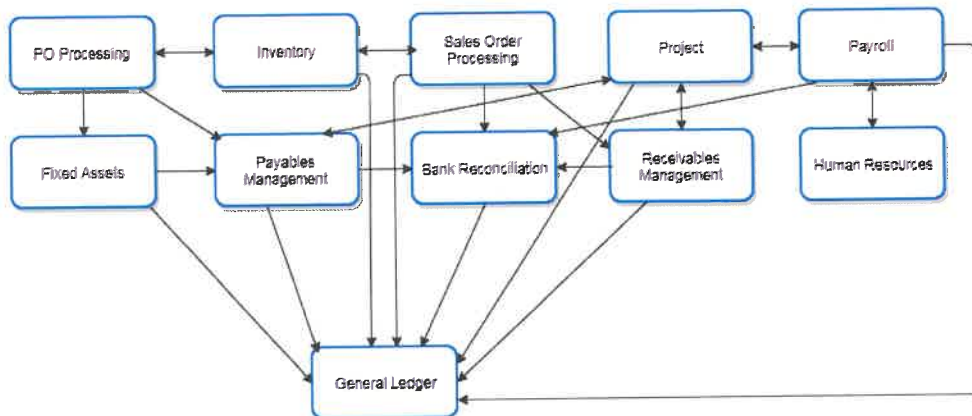 PO Processing
Inventory
Sales Order
Processing
Project
Payroll
Fixed Assets
Payables
Management
Bank Reconciliation
Receivables
Management
Human Resources
General Ledger